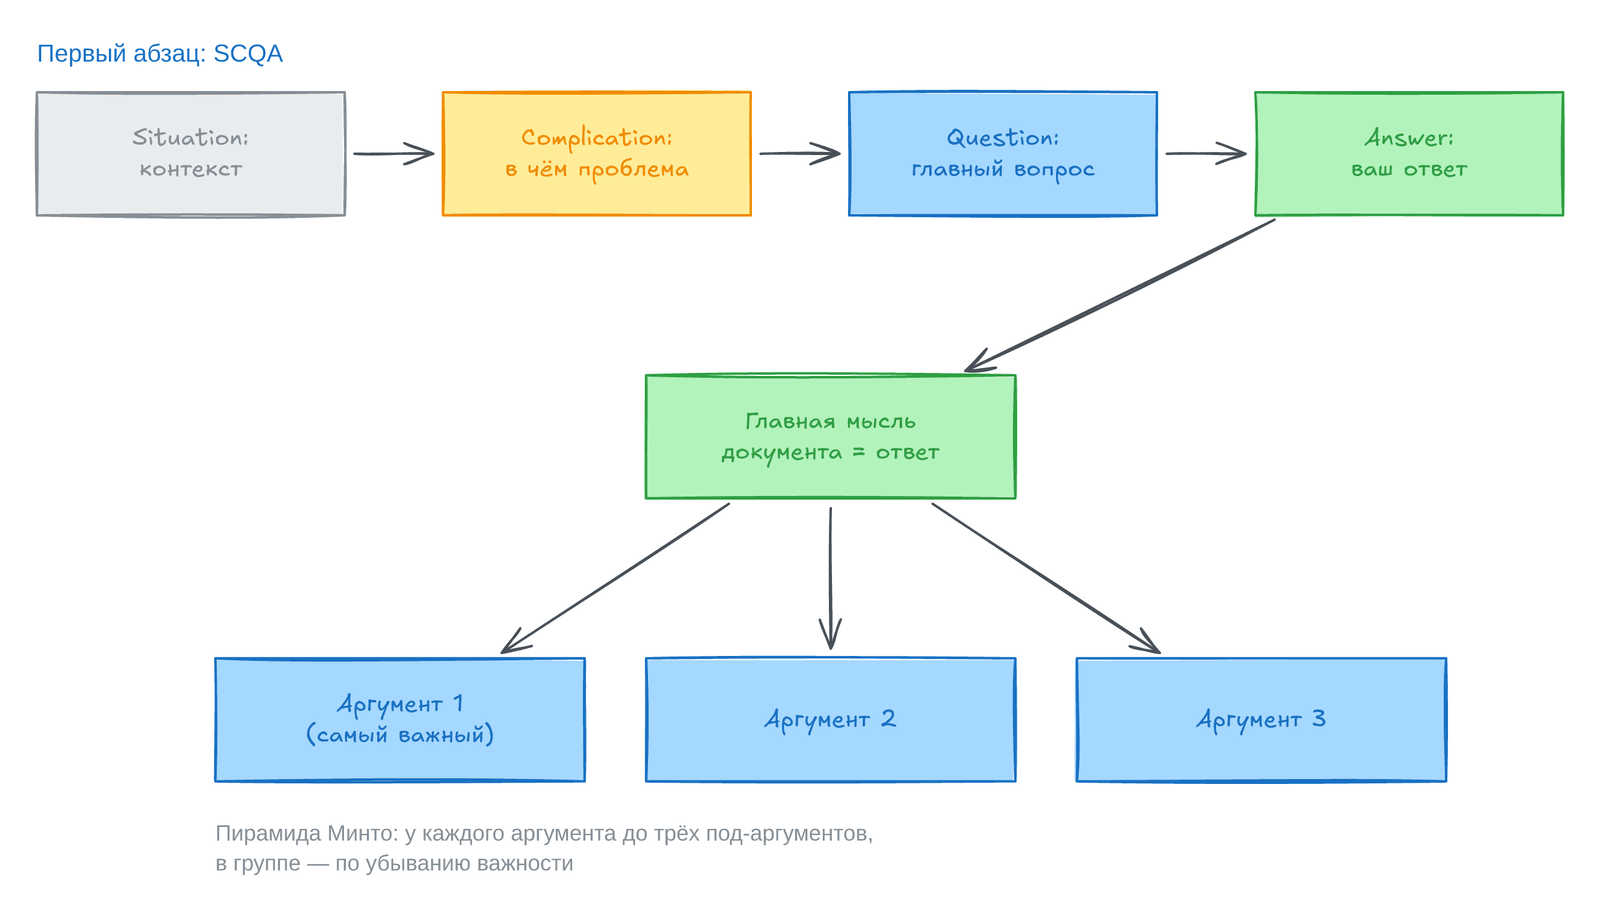 Первый абзац: SCQA
Situation:
контекст
Complication:
в чём проблема
Question:
главный вопрос
Answer:
ваш ответ
Главная мысль
документа = ответ
Аргумент 1
(самый важный)
Аргумент 2
Аргумент 3
Пирамида Минто: у каждого аргумента до трёх под-аргументов,
в группе — по убыванию важности